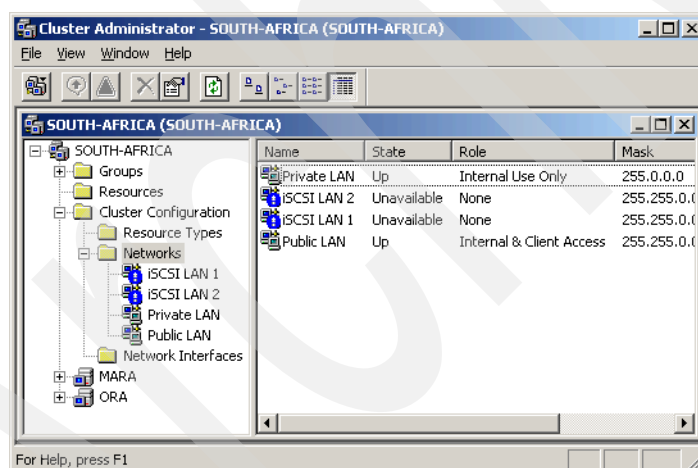 Cluster Administrator - SOUTH-AFRICA (SOUTH-AFRICA)
File View Window Help
SOUTH-AFRICA (SOUTH-AFRICA)
SOUTH-AFRICA
Groups
Resources
Cluster Configuration
Resource Types
Networks
iSCSI LAN 1
iSCSI LAN 2
Private LAN
Public LAN
Network Interfaces
MARA
ORA
Name State Role Mask
Private LAN Up Internal Use Only 255.0.0.0
iSCSI LAN 2 Unavailable None 255.255.0.
iSCSI LAN 1 Unavailable None 255.255.0.
Public LAN Up Internal & Client Access 255.255.0.
For Help, press F1